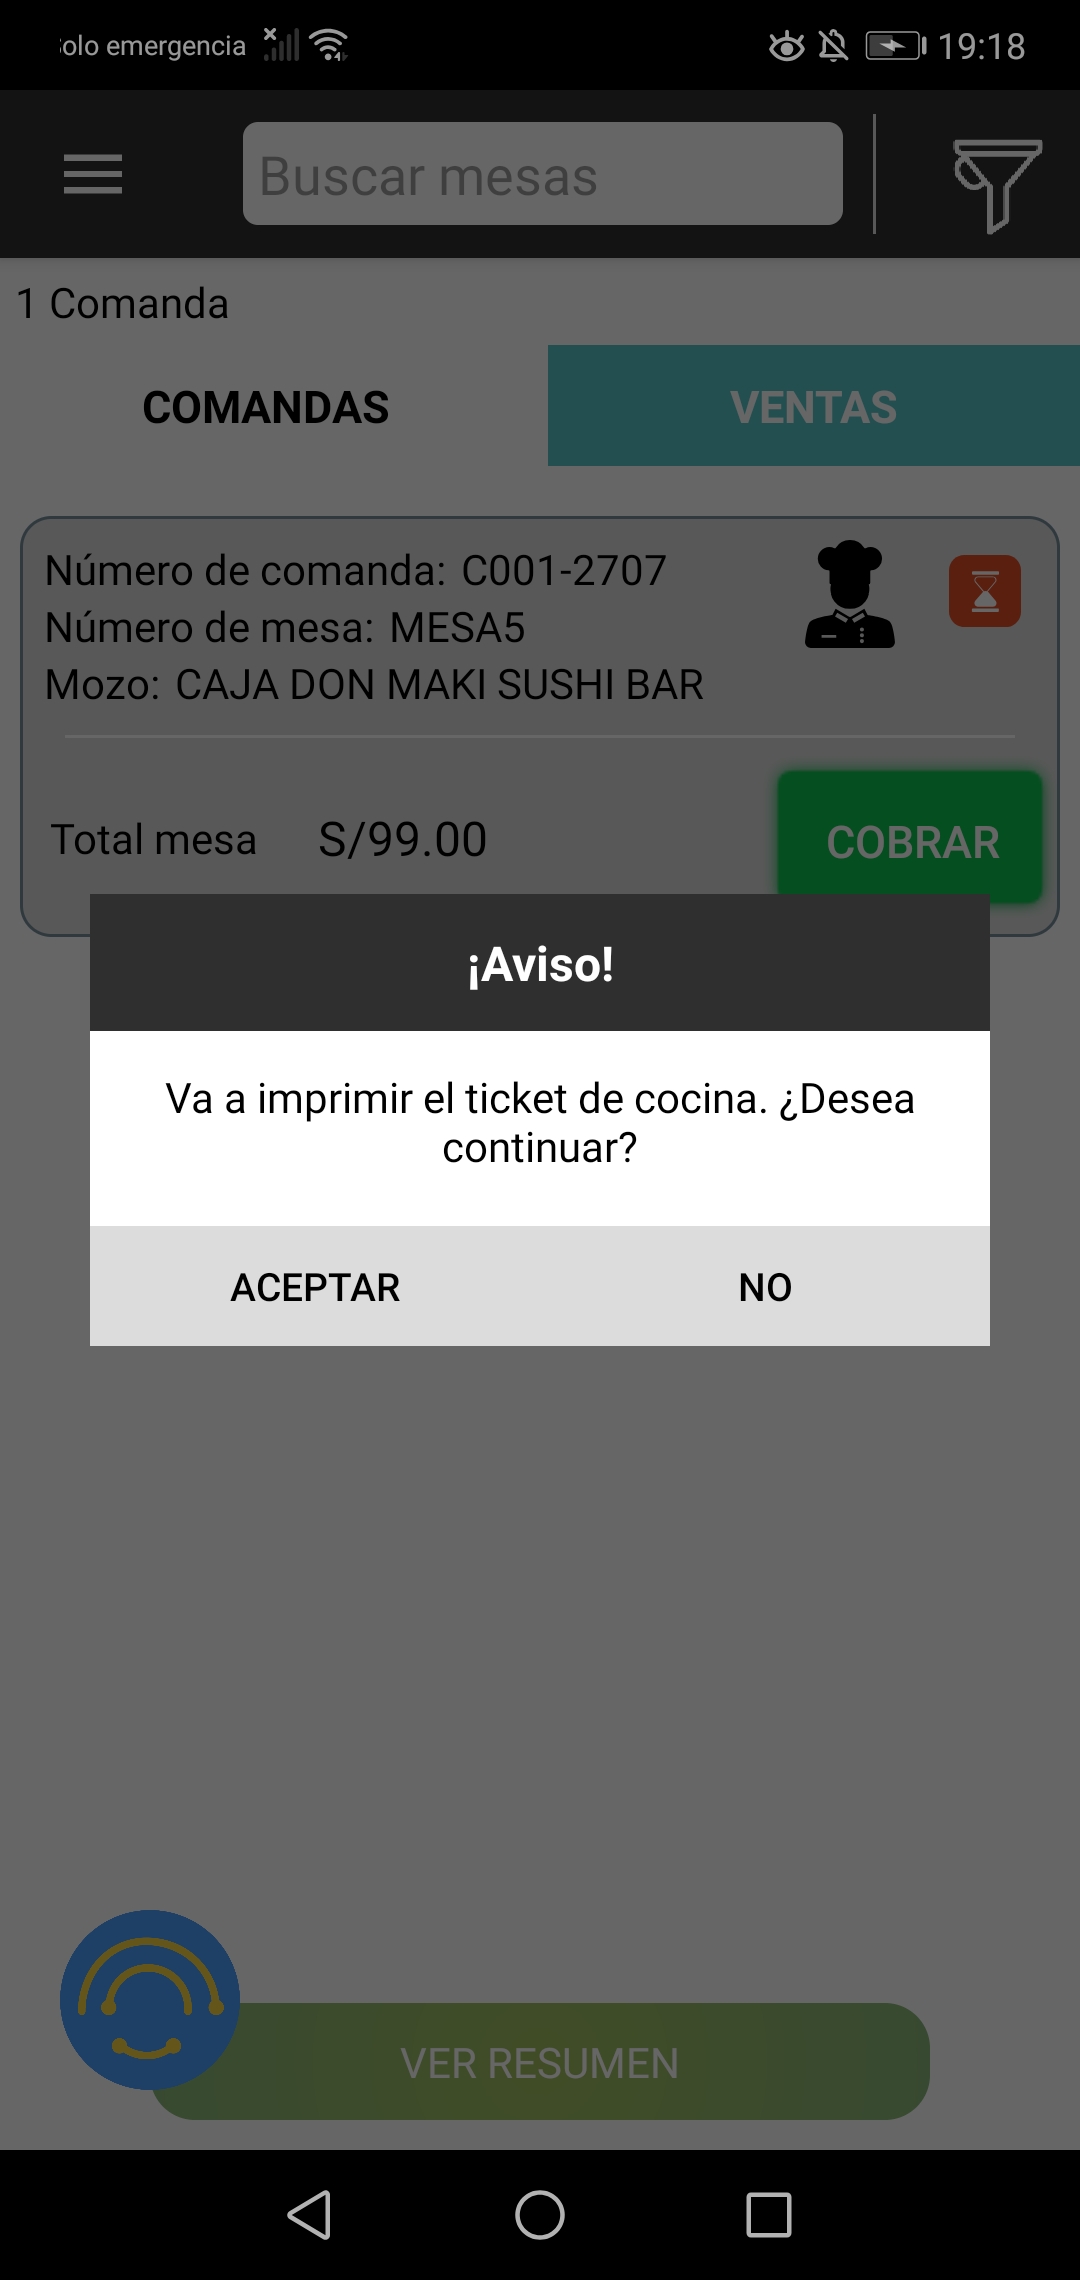 olo emergencia
19:18
Buscar mesas
1 Comanda
COMANDAS
VENTAS
Número de comanda: C001-2707
Número de mesa: MESA5
Mozo: CAJA DON MAKI SUSHI BAR
Total mesa S/99.00
COBRAR
¡Aviso!
Va a imprimir el ticket de cocina. ¿Desea
continuar?
ACEPTAR
NO
VER RESUMEN